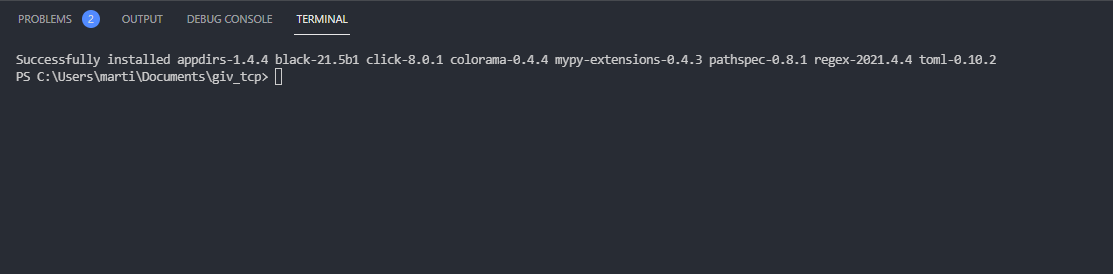 PROBLEMS 2 OUTPUT DEBUG CONSOLE TERMINAL
Successfully installed appdirs-1.4.4 black-21.5b1 click-8.0.1 colorama-0.4.4 mypy-extensions-0.4.3 pathspec-0.8.1 regex-2021.4.4 toml-0.10.2
PS C:\Users\marti\Documents\giv_tcp>